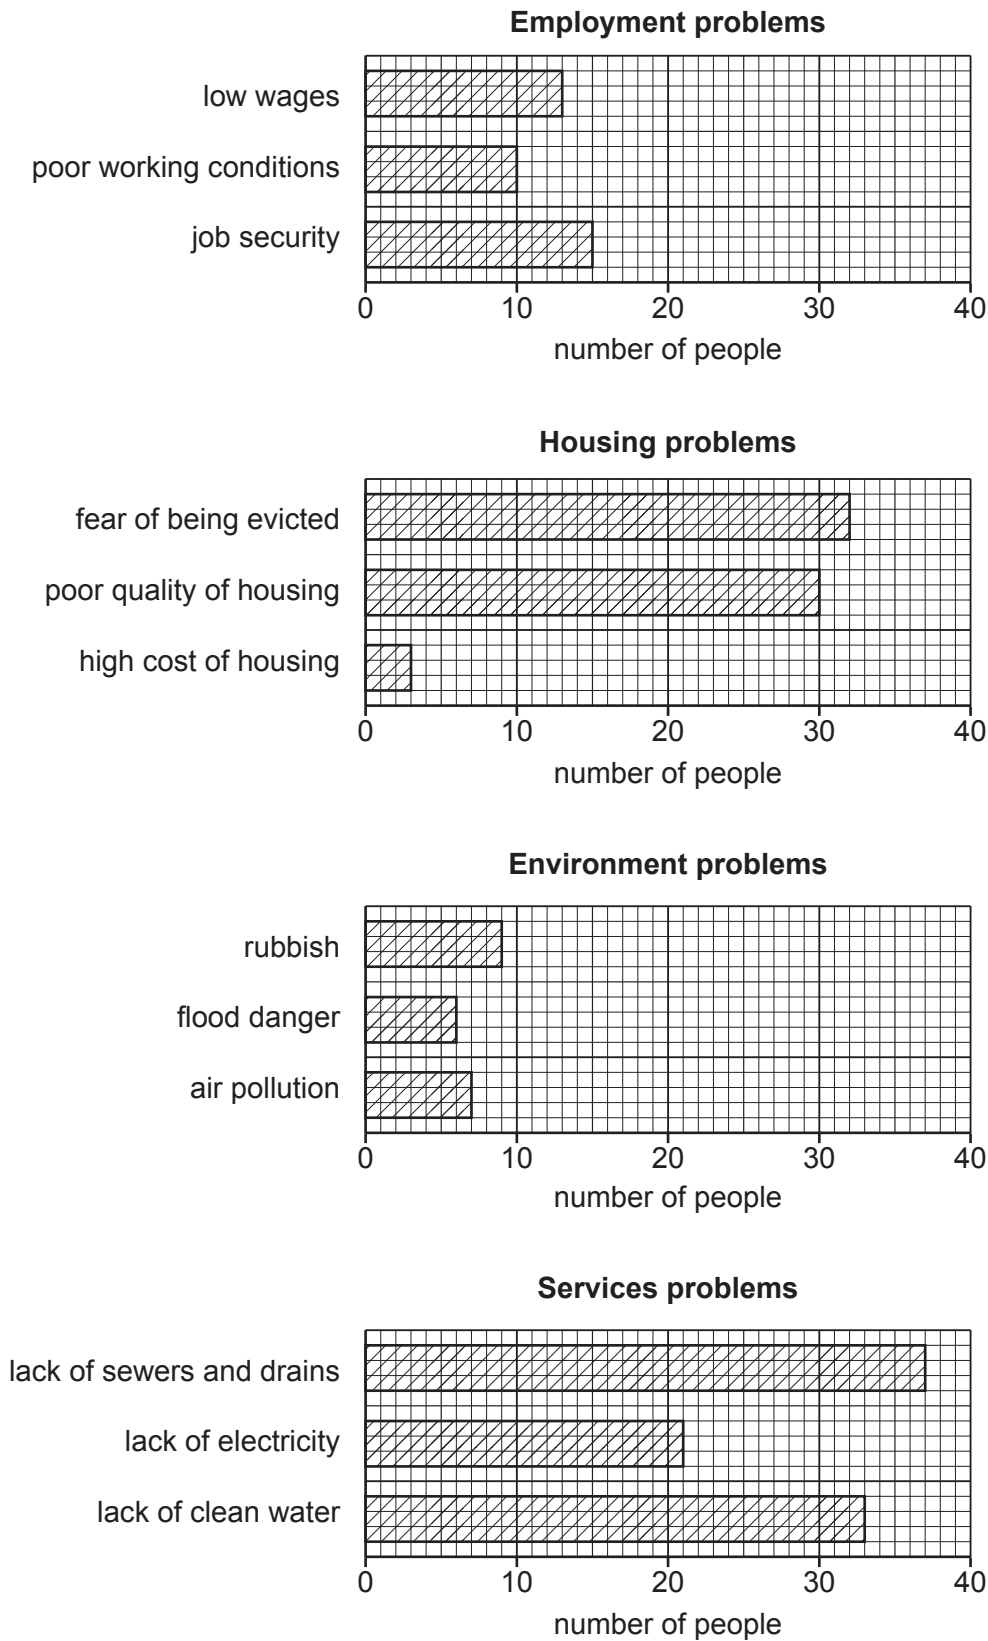 Employment problems
low wages
poor working conditions
job security
0 10 20 30 40
number of people
Housing problems
fear of being evicted
poor quality of housing
high cost of housing
0 10 20 30 40
number of people
Environment problems
rubbish
flood danger
air pollution
0 10 20 30 40
number of people
Services problems
lack of sewers and drains
lack of electricity
lack of clean water
0 10 20 30 40
number of people